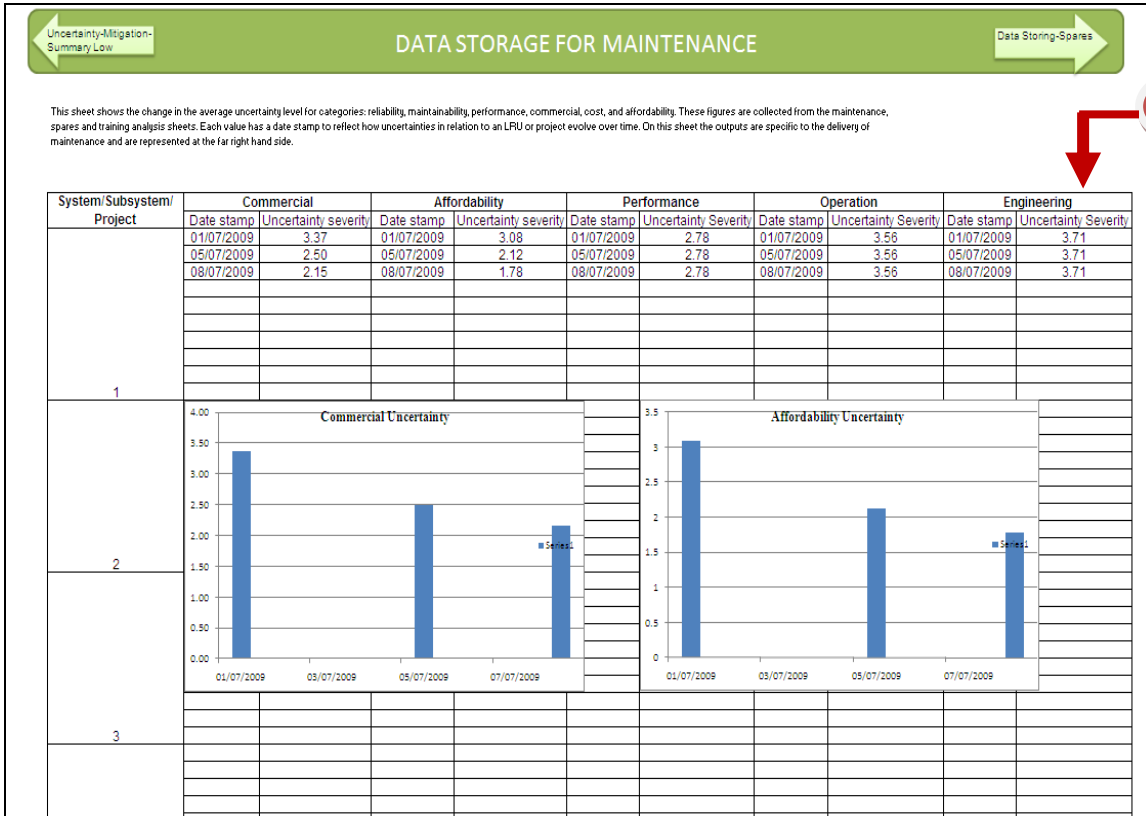 Uncertainty-Mitigation-
Summary Low
DATA STORAGE FOR MAINTENANCE
Data Storing-Spares
This sheet shows the change in the average uncertainty level for categories: reliability, maintainability, performance, commercial, cost, and affordability. These figures are collected from the maintenance,
spares and training analysis sheets. Each value has a date stamp to reflect how uncertainties in relation to an LRU or project evolve over time. On this sheet the outputs are specific to the delivery of
maintenance and are represented at the far right hand side.
System/Subsystem/ Commercial Affordability Performance Operation Engineering
Project Date stamp Uncertainty severity Date stamp Uncertainty severity Date stamp Uncertainty Severity Date stamp Uncertainty Severity Date stamp Uncertainty Severity
01/07/2009 3.37 01/07/2009 3.08 01/07/2009 2.78 01/07/2009 3.56 01/07/2009 3.71
05/07/2009 2.50 05/07/2009 2.12 05/07/2009 2.78 05/07/2009 3.56 05/07/2009 3.71
08/07/2009 2.15 08/07/2009 1.78 08/07/2009 2.78 08/07/2009 3.56 08/07/2009 3.71
1
2
3
Commercial Uncertainty
4.00
3.50
3.00
2.50
2.00
1.50
1.00
0.50
0.00
Series1
01/07/2009 03/07/2009 05/07/2009 07/07/2009
Affordability Uncertainty
3.5
3
2.5
2
1.5
1
0.5
0
Series1
01/07/2009 03/07/2009 05/07/2009 07/07/2009